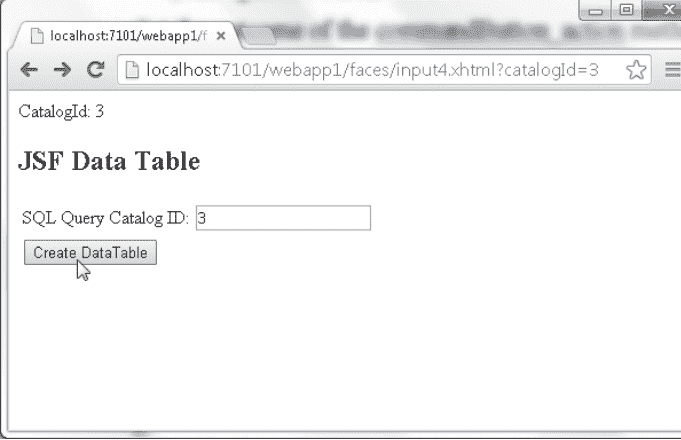 localhost:7101/webapp1/f
localhost:7101/webapp1/faces/input4.xhtml?catalogId=3
CatalogId: 3
JSF Data Table
SQL Query Catalog ID: 3
Create DataTable